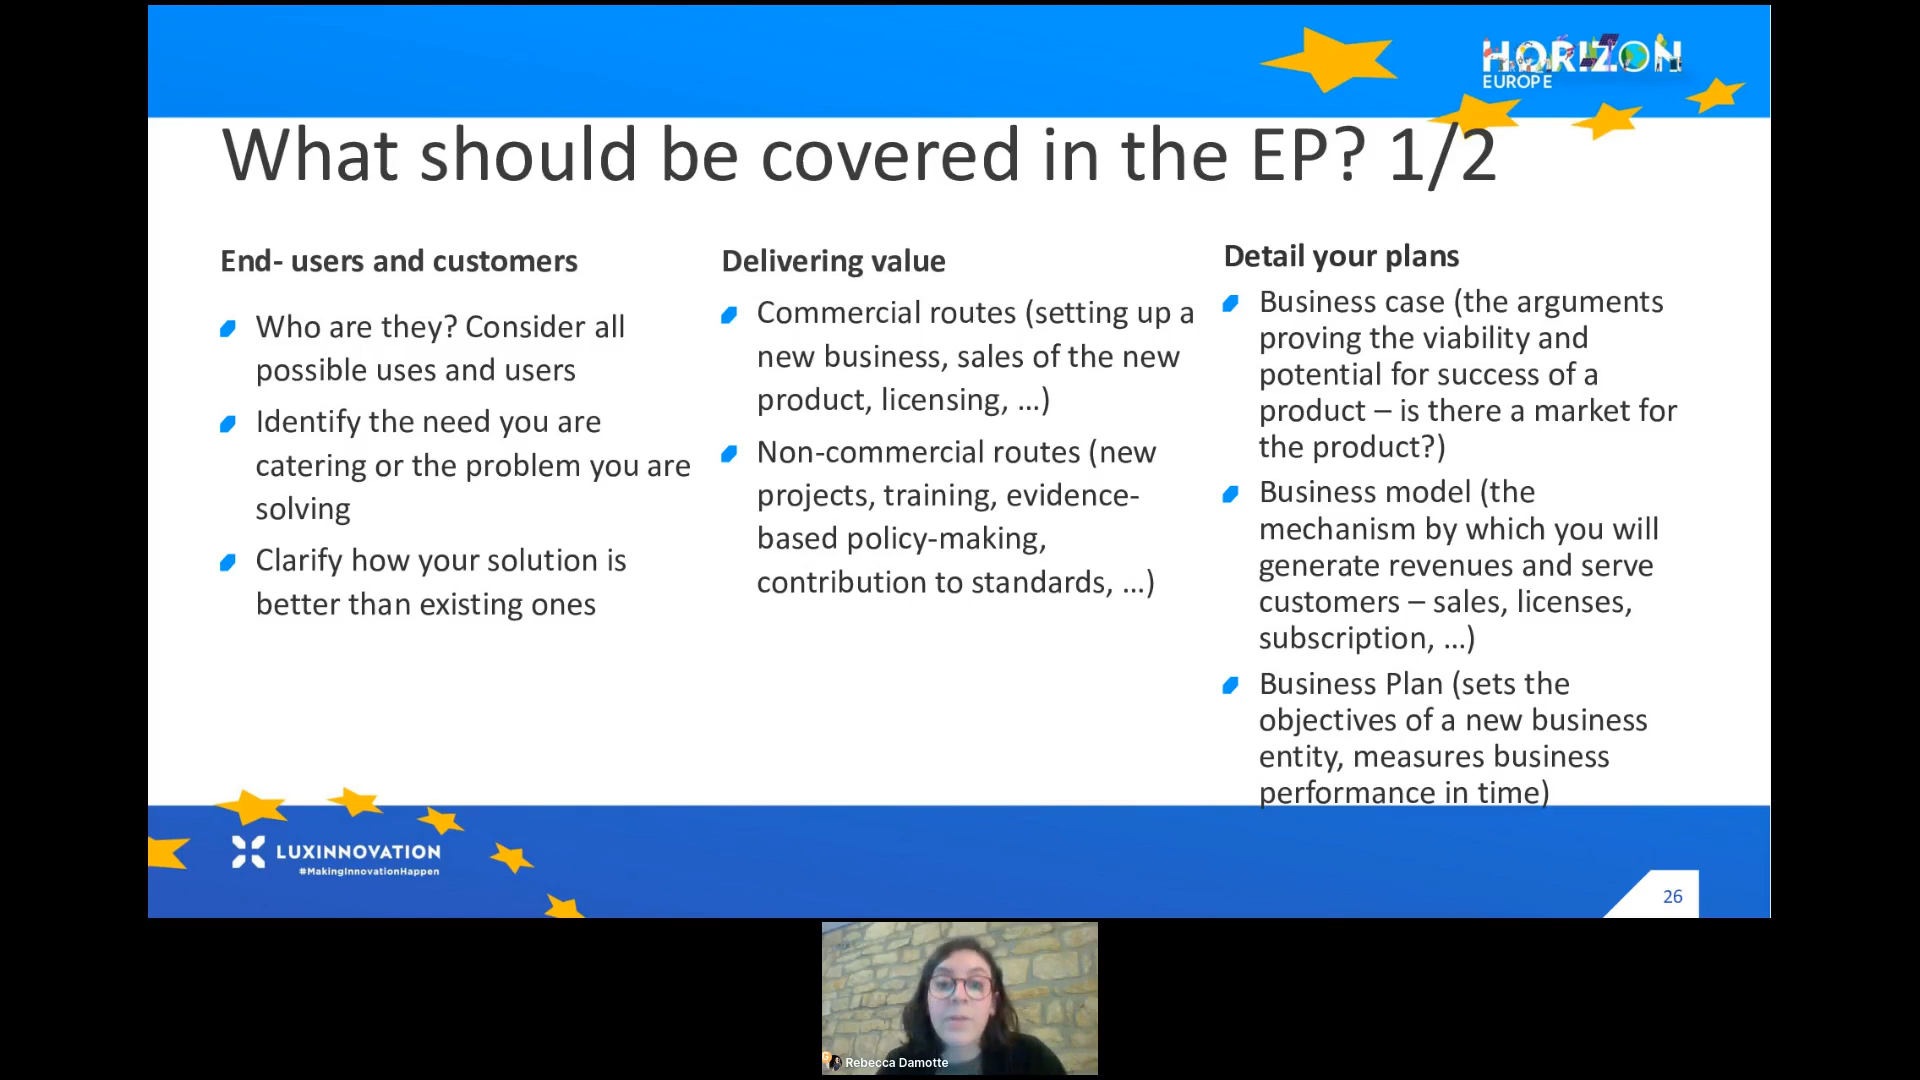 HORIZON
EUROPE
What should be covered in the EP? 1/2
End- users and customers
Who are they? Consider all
possible uses and users
Identify the need you are
catering or the problem you are
solving
Clarify how your solution is
better than existing ones
Delivering value
Commercial routes (setting up a
new business, sales of the new
product, licensing, ...)
Non-commercial routes (new
projects, training, evidence-
based policy-making,
contribution to standards, ...)
Detail your plans
Business case (the arguments
proving the viability and
potential for success of a
product – is there a market for
the product?)
Business model (the
mechanism by which you will
generate revenues and serve
customers – sales, licenses,
subscription, ...)
Business Plan (sets the
objectives of a new business
entity, measures business
performance in time)
LUXINNOVATION
#MakingInnovationHappen
26
Rebecca Damotte